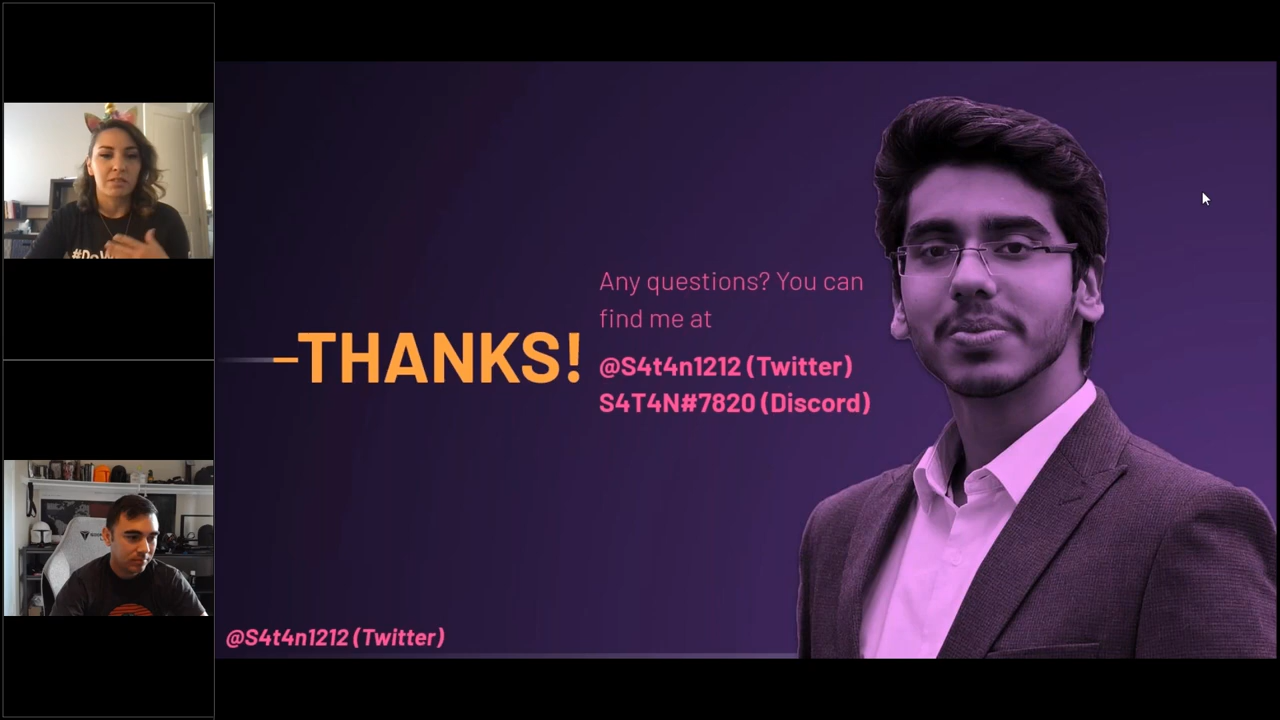 –THANKS!
Any questions? You can
find me at
@S4t4n1212 (Twitter)
S4T4N#7820 (Discord)
@S4t4n1212 (Twitter)